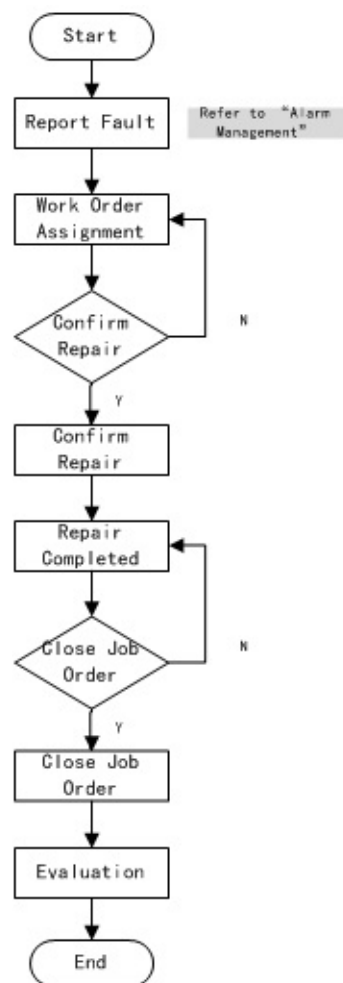 Start
Report Fault
Refer to “Alarm
Management”
Work Order
Assignment
Confirm
Repair
N
Y
Confirm
Repair
Repair
Completed
Close Job
Order
N
Y
Close Job
Order
Evaluation
End